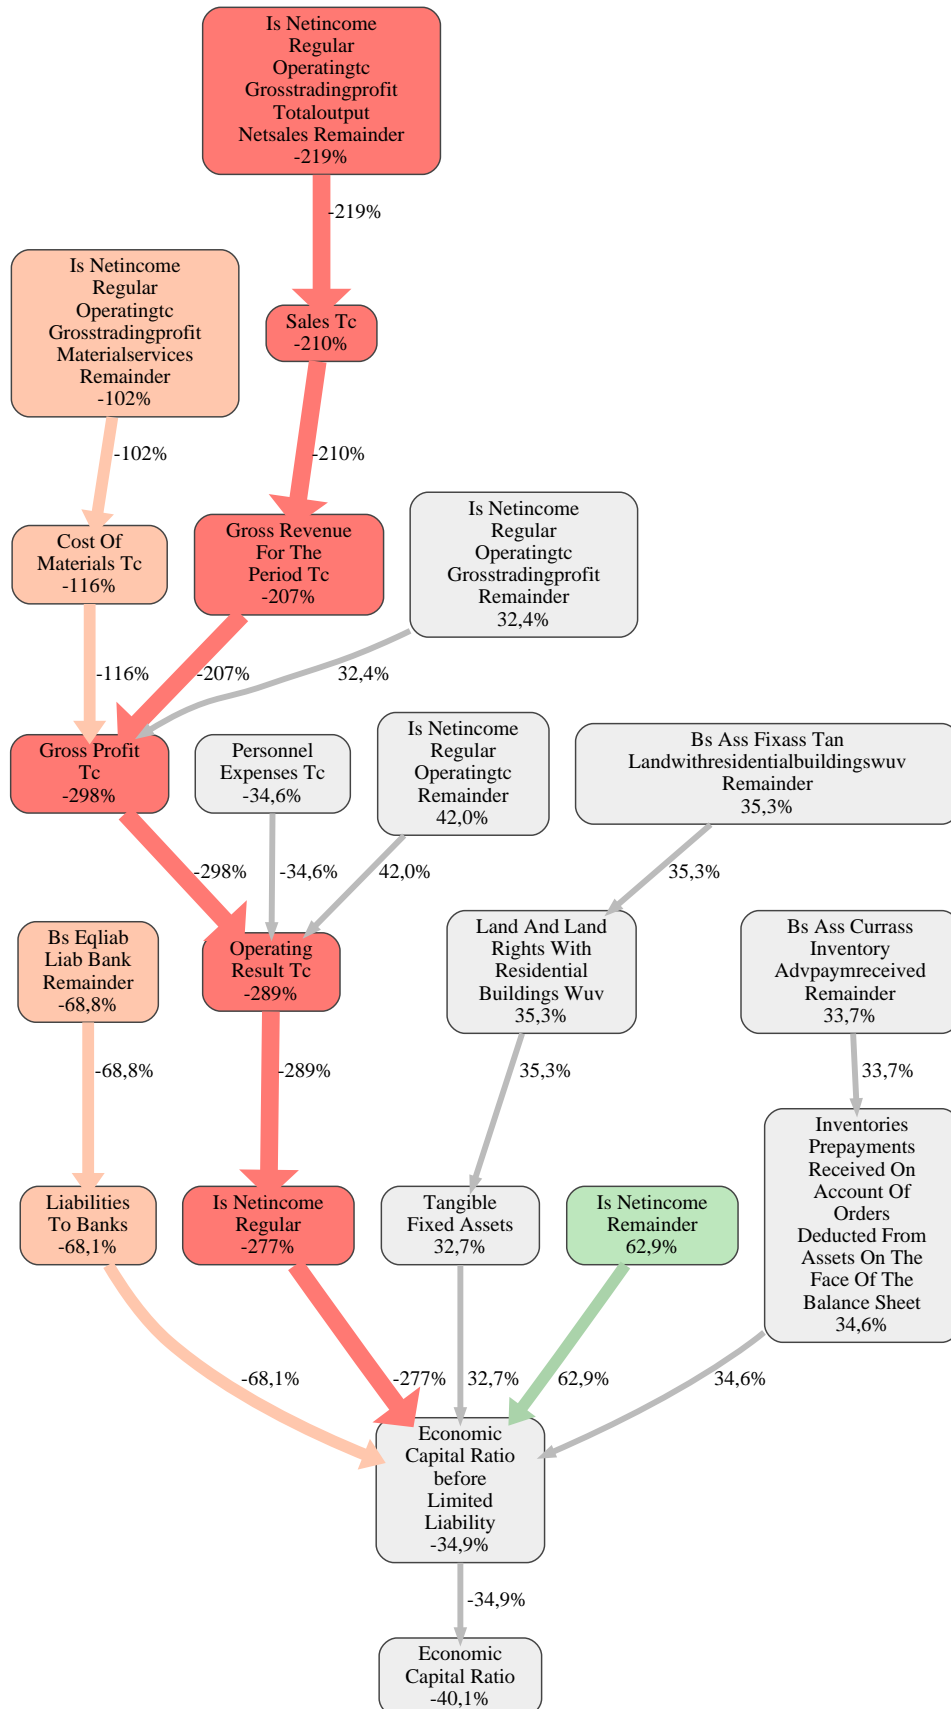 Is Netincome
Regular
Operatingtc
Grosstradingprofit
Totaloutput
Netsales Remainder
-219%
-219%
Is Netincome
Regular
Operatingtc
Grosstradingprofit
Materialservices
Remainder
-102%
Sales Tc
-210%
-102%
-210%
Is Netincome
Regular
Operatingtc
Grosstradingprofit
Remainder
32,4%
Cost Of
Materials Tc
-116%
Gross Revenue
For The
Period Tc
-207%
-116%
-207%
32,4%
Gross Profit
Tc
-298%
Personnel
Expenses Tc
-34,6%
Is Netincome
Regular
Operatingtc
Remainder
42,0%
Bs Ass Fixass Tan
Landwithresidentialbuildingswuv
Remainder
35,3%
-298%
-34,6%
42,0%
35,3%
Bs Eqliab
Liab Bank
Remainder
-68,8%
Operating
Result Tc
-289%
Land And Land
Rights With
Residential
Buildings Wuv
35,3%
Bs Ass Currass
Inventory
Advpaymreceived
Remainder
33,7%
-68,8%
-289%
35,3%
33,7%
Liabilities
To Banks
-68,1%
Is Netincome
Regular
-277%
Tangible
Fixed Assets
32,7%
Is Netincome
Remainder
62,9%
Inventories
Prepayments
Received On
Account Of
Orders
Deducted From
Assets On The
Face Of The
Balance Sheet
34,6%
-68,1%
-277%
32,7%
62,9%
34,6%
Economic
Capital Ratio
before
Limited
Liability
-34,9%
-34,9%
Economic
Capital Ratio
-40,1%